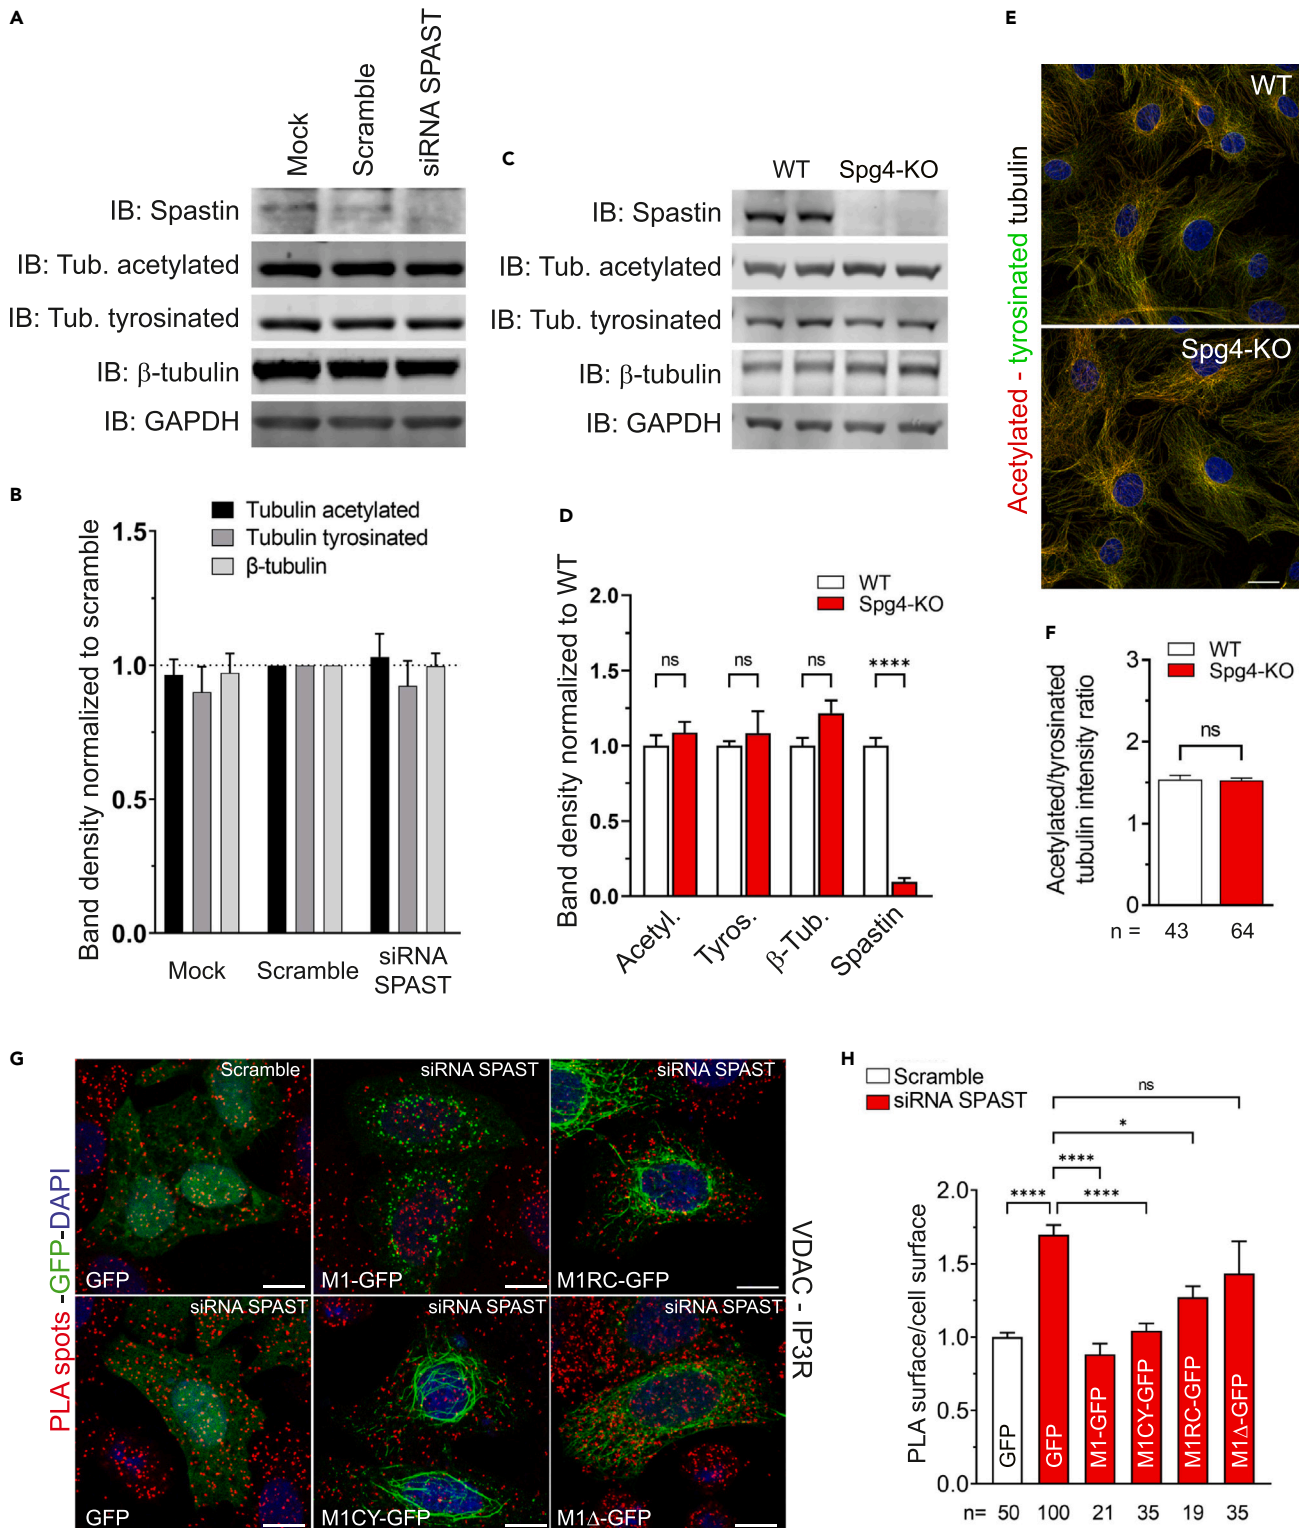 A
Mock
Scramble
siRNA SPAST
IB: Spastin
IB: Tub. acetylated
IB: Tub. tyrosinated
IB: β-tubulin
IB: GAPDH
B
Tubulin acetylated
Tubulin tyrosinated
β-tubulin
Band density normalized to scramble
1.5
1.0
0.5
0.0
Mock
Scramble
siRNA
SPAST
C
WT
Spg4-KO
IB: Spastin
IB: Tub. acetylated
IB: Tub. tyrosinated
IB: β-tubulin
IB: GAPDH
D
WT
Spg4-KO
Band density normalized to WT
2.0
1.5
1.0
0.5
0.0
ns
ns
ns
****
Acetyl.
Tyros.
β-Tub.
Spastin
E
Acetylated - tyrosinated tubulin
WT
Spg4-KO
F
WT
Spg4-KO
Acetylated/tyrosinated
tubulin intensity ratio
3
2
1
0
ns
n = 43 64
G
PLA spots -GFP-DAPI
Scramble
GFP
siRNA SPAST
M1-GFP
siRNA SPAST
M1RC-GFP
siRNA SPAST
GFP
siRNA SPAST
M1CY-GFP
siRNA SPAST
M1Δ-GFP
VDAC - IP3R
H
Scramble
siRNA SPAST
ns
*
****
**** ****
PLA surface/cell surface
2.0
1.5
1.0
0.5
0.0
GFP
GFP
M1-GFP
M1CY-GFP
M1RC-GFP
M1Δ-GFP
n= 50 100 21 35 19 35